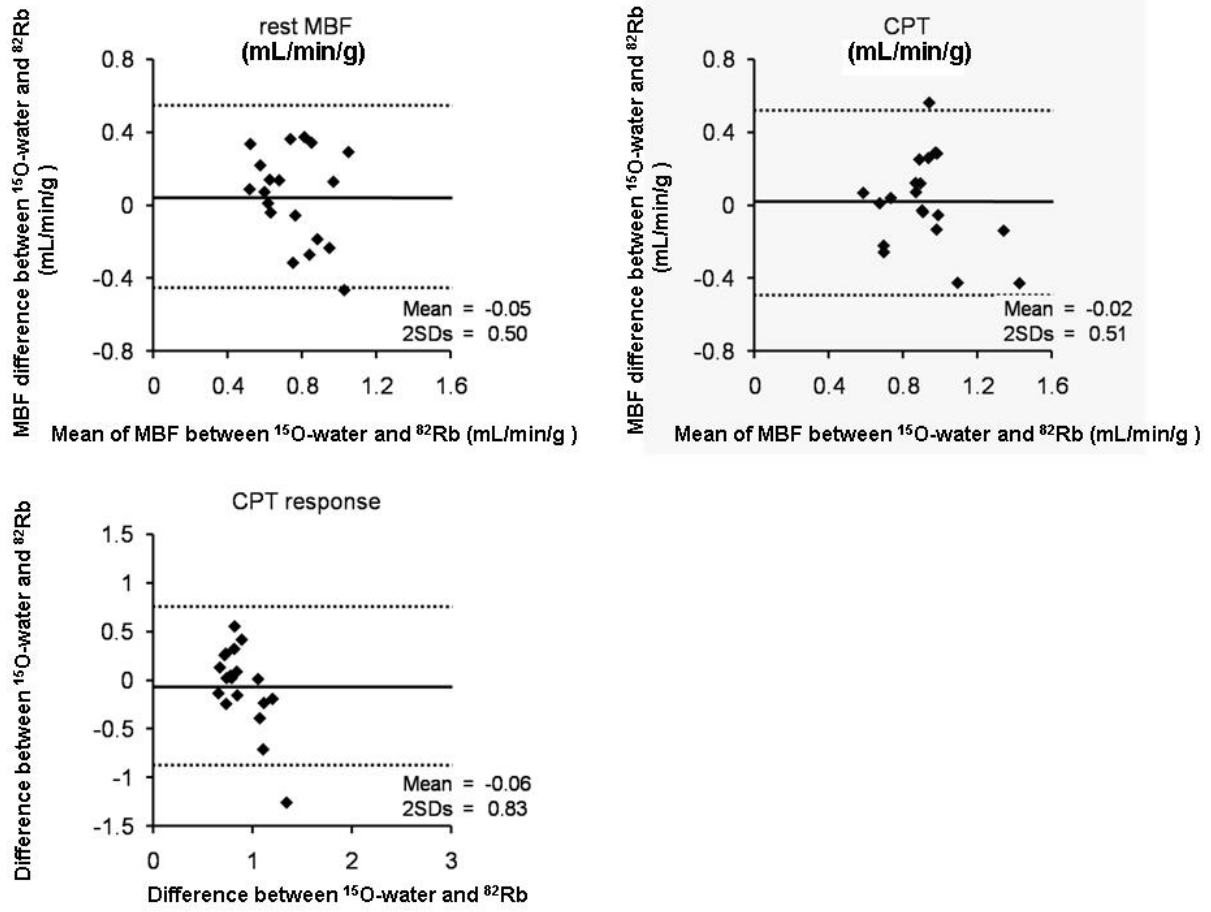 rest MBF
(mL/min/g)
MBF difference between ¹⁵O-water and ⁸²Rb
(mL/min/g )
0.8
0.4
0
-0.4
-0.8
Mean = -0.05
2SDs = 0.50
0 0.4 0.8 1.2 1.6
Mean of MBF between ¹⁵O-water and ⁸²Rb (mL/min/g )
CPT
(mL/min/g)
MBF difference between ¹⁵O-water and ⁸²Rb
(mL/min/g )
0.8
0.4
0
-0.4
-0.8
Mean = -0.02
2SDs = 0.51
0 0.4 0.8 1.2 1.6
Mean of MBF between ¹⁵O-water and ⁸²Rb (mL/min/g )
CPT response
Difference between ¹⁵O-water and ⁸²Rb
1.5
1
0.5
0
-0.5
-1
-1.5
Mean = -0.06
2SDs = 0.83
0 1 2 3
Difference between ¹⁵O-water and ⁸²Rb